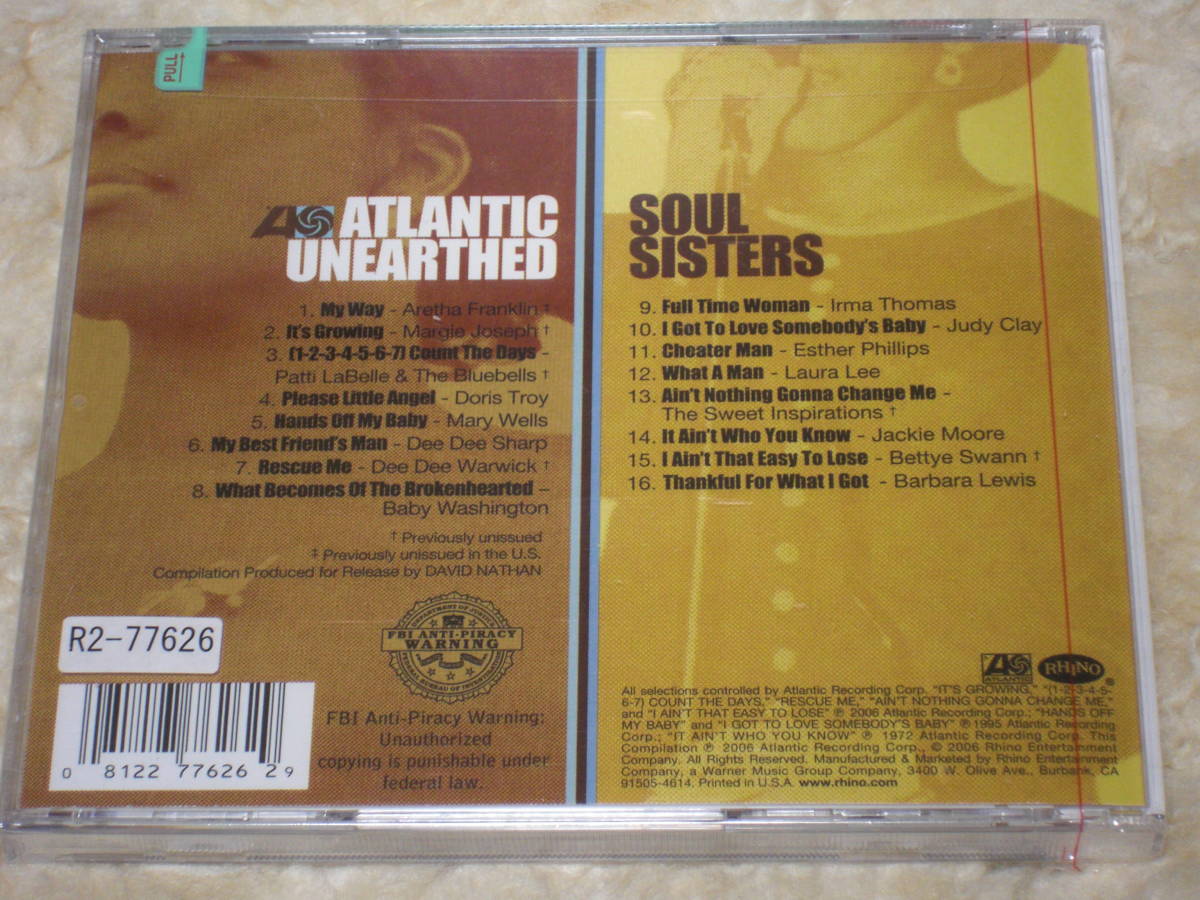 PULL
ATLANTIC
UNEARTHED
1. My Way - Aretha Franklin †
2. It's Growing - Margie Joseph †
3. (1-2-3-4-5-6-7) Count The Days -
Patti LaBelle & The Bluebells †
4. Please Little Angel - Doris Troy
5. Hands Off My Baby - Mary Wells
6. My Best Friend's Man - Dee Dee Sharp
7. Rescue Me - Dee Dee Warwick †
8. What Becomes Of The Brokenhearted –
Baby Washington
† Previously unissued
‡ Previously unissued in the U.S.
Compilation Produced for Release by DAVID NATHAN
R2-77626
DEPARTMENT OF JUSTICE
FBI ANTI-PIRACY
WARNING
FEDERAL BUREAU OF INVESTIGATION
FBI Anti-Piracy Warning:
Unauthorized
copying is punishable under
federal law.
0 81227 77626 29
SOUL
SISTERS
9. Full Time Woman - Irma Thomas
10. I Got To Love Somebody's Baby - Judy Clay
11. Cheater Man - Esther Phillips
12. What A Man - Laura Lee
13. Ain't Nothing Gonna Change Me -
The Sweet Inspirations †
14. It Ain't Who You Know - Jackie Moore
15. I Ain't That Easy To Lose - Bettye Swann †
16. Thankful For What I Got - Barbara Lewis
ATLANTIC
RHINO ®
All selections controlled by Atlantic Recording Corp. "IT'S GROWING," "(1-2-3-4-5-
6-7) COUNT THE DAYS," "RESCUE ME," "AIN'T NOTHING GONNA CHANGE ME,"
and "I AIN'T THAT EASY TO LOSE" ℗ 2006 Atlantic Recording Corp.; "HANDS OFF
MY BABY" and "I GOT TO LOVE SOMEBODY'S BABY" ℗ 1995 Atlantic Recording
Corp.; "IT AIN'T WHO YOU KNOW" ℗ 1972 Atlantic Recording Corp. This
Compilation ℗ 2006 Atlantic Recording Corp., © 2006 Rhino Entertainment
Company. All Rights Reserved. Manufactured & Marketed by Rhino Entertainment
Company, a Warner Music Group Company, 3400 W. Olive Ave., Burbank, CA
91505-4614. Printed in U.S.A. www.rhino.com